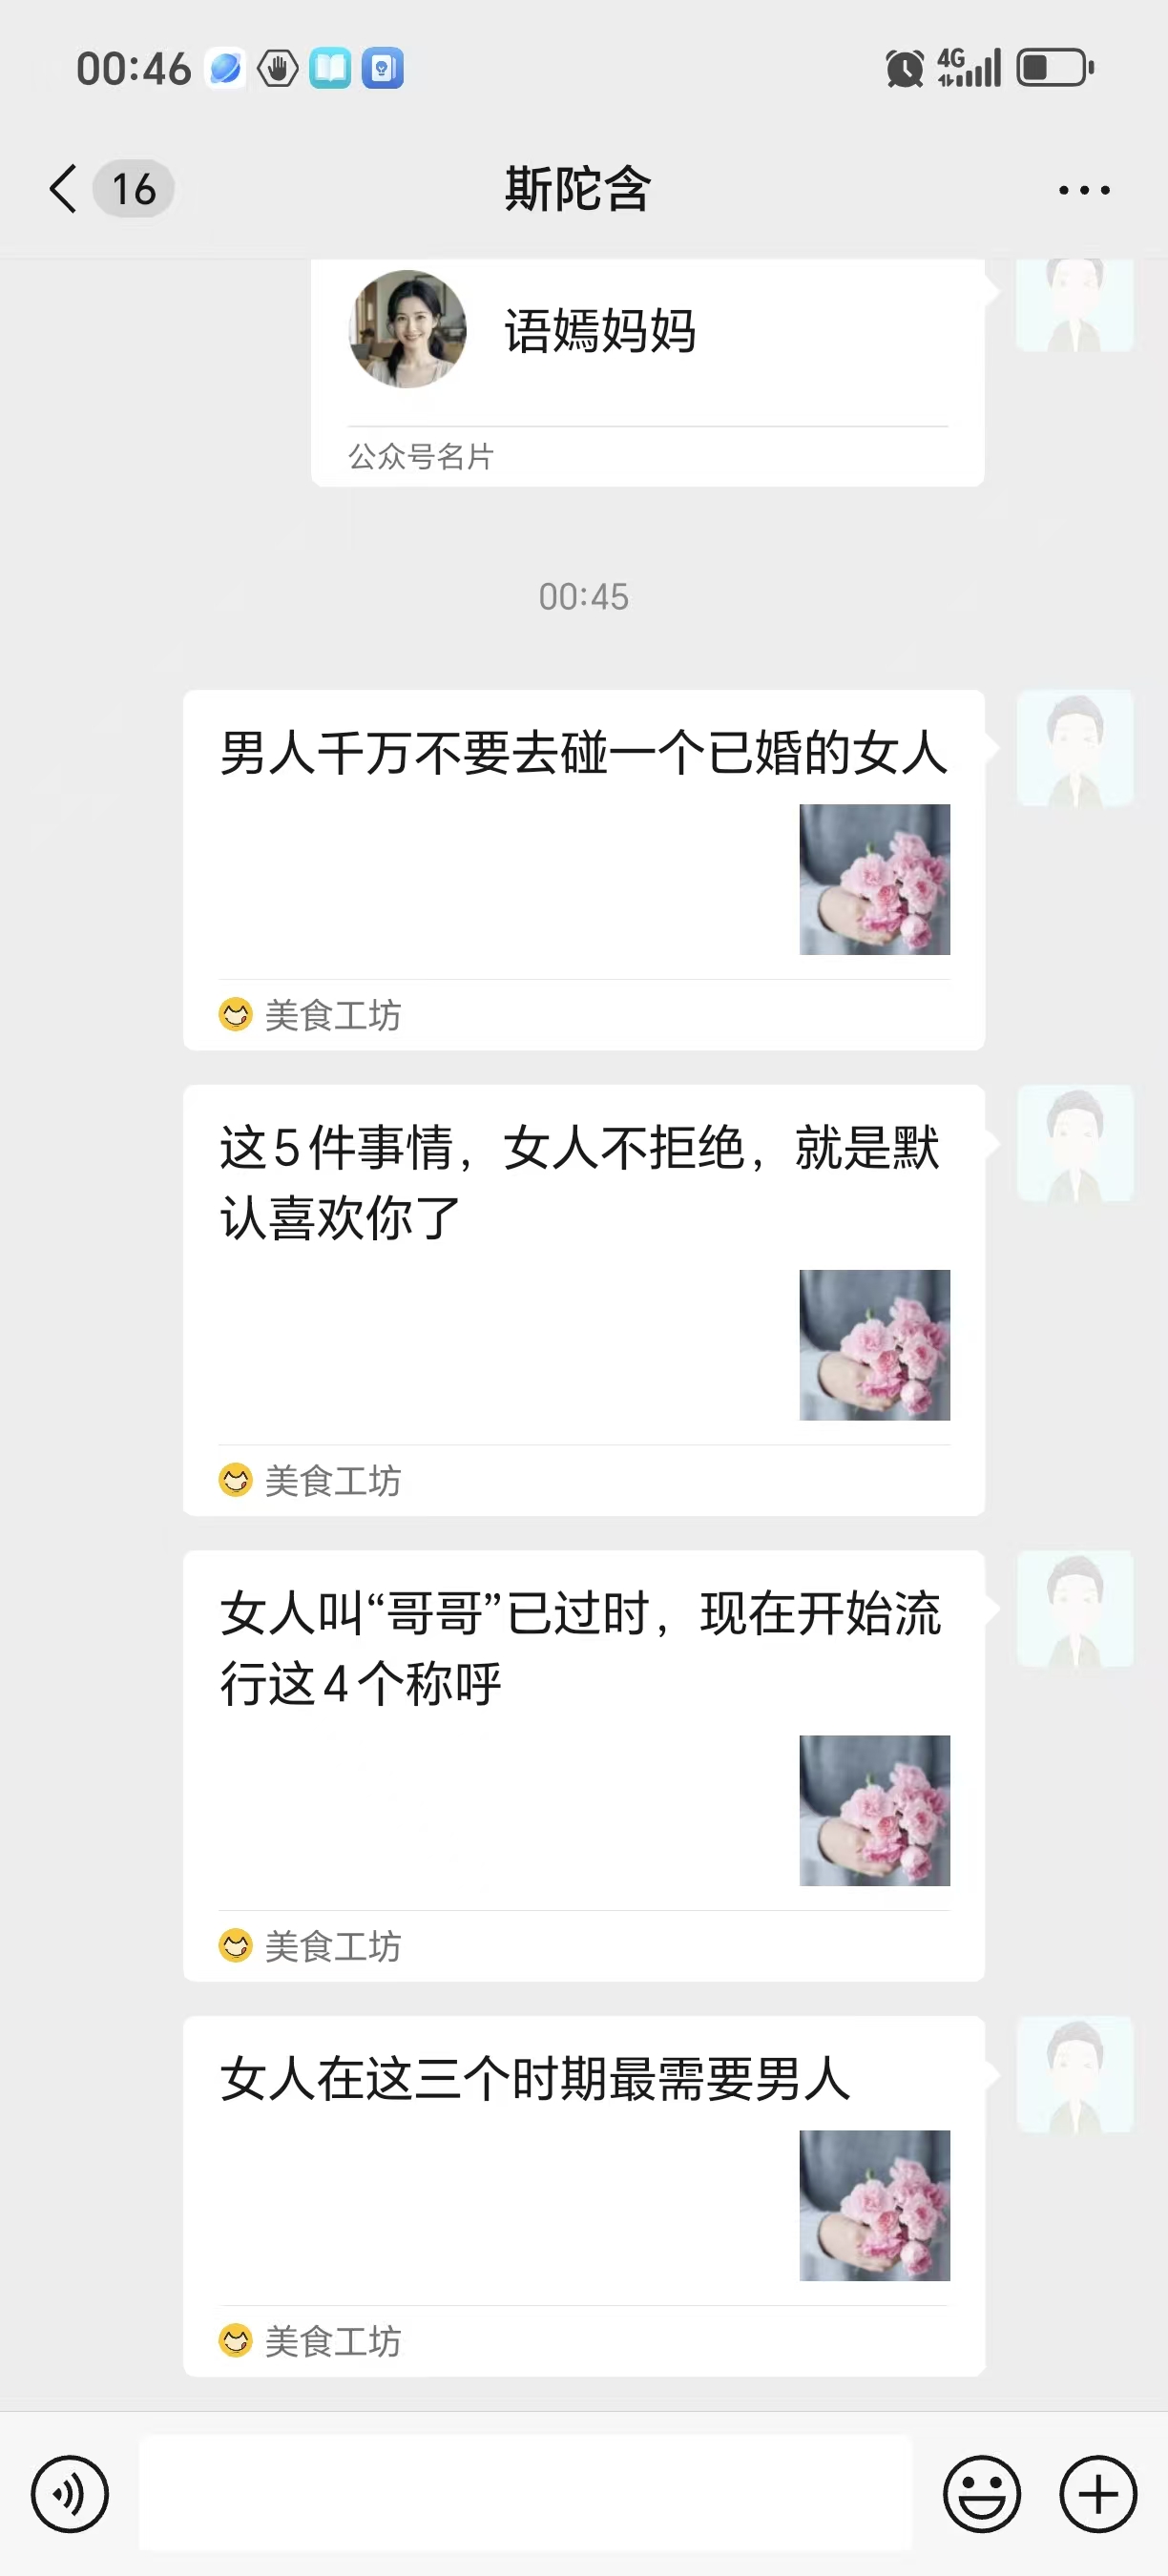 00:46
4G
16
斯陀含
语嫣妈妈
公众号名片
00:45
男人千万不要去碰一个已婚的女人
美食工坊
这5件事情，女人不拒绝，就是默
认喜欢你了
美食工坊
女人叫“哥哥”已过时，现在开始流
行这4个称呼
美食工坊
女人在这三个时期最需要男人
美食工坊